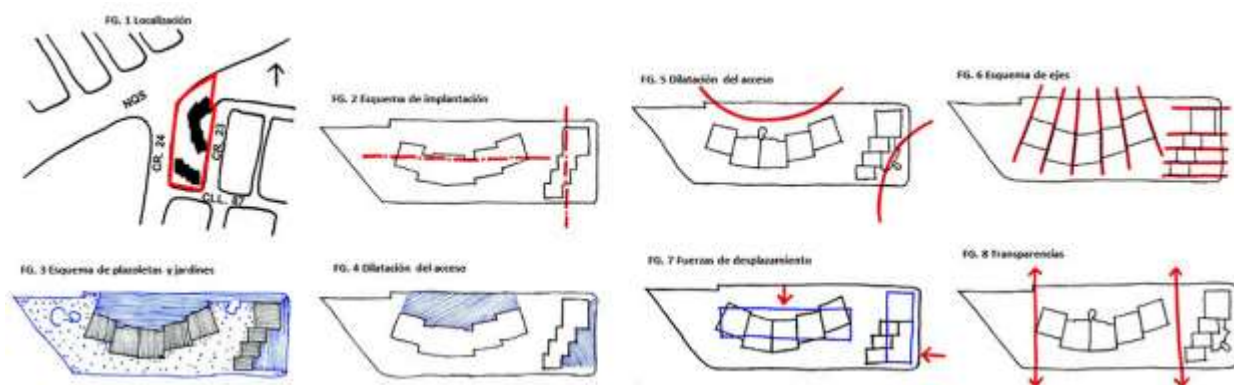 FG. 1 Localización
NQS
CR. 24
CR. 23
CLL. 87
FG. 2 Esquema de implantación
FG. 5 Dilatación del acceso
FG. 6 Esquema de ejes
FG. 3 Esquema de plazoletas y jardines
FG. 4 Dilatación del acceso
FG. 7 Fuerzas de desplazamiento
FG. 8 Transparencias